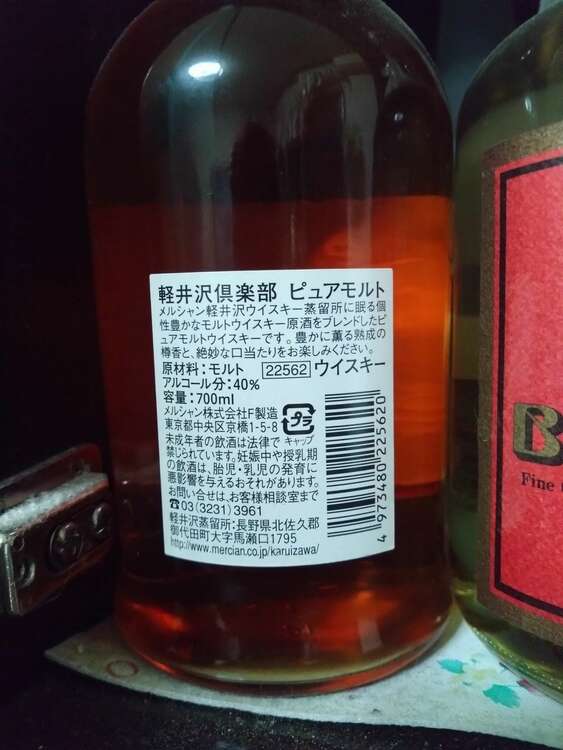 軽井沢倶楽部 ピュアモルト
メルシャン軽井沢ウイスキー蒸留所に眠る個
性豊かなモルトウイスキー原酒をブレンドしたピ
ュアモルトウイスキーです。豊かに薫る熟成の
樽香と、絶妙な口当たりをお楽しみください。
原材料：モルト 22562 ウイスキー
アルコール分：40%
容量：700ml
メルシャン株式会社F製造
東京都中央区京橋1-5-8
プラ
キャップ
未成年者の飲酒は法律で
禁じられています。妊娠中や授乳期
の飲酒は、胎児・乳児の発育に
悪影響を与えるおそれがあります。
お問い合せは、お客様相談室まで
☎03(3231)3961
軽井沢蒸留所：長野県北佐久郡
御代田町大字馬瀬口1795
http://www.mercian.co.jp/karuizawa/
4 973480 225620
B
Fine